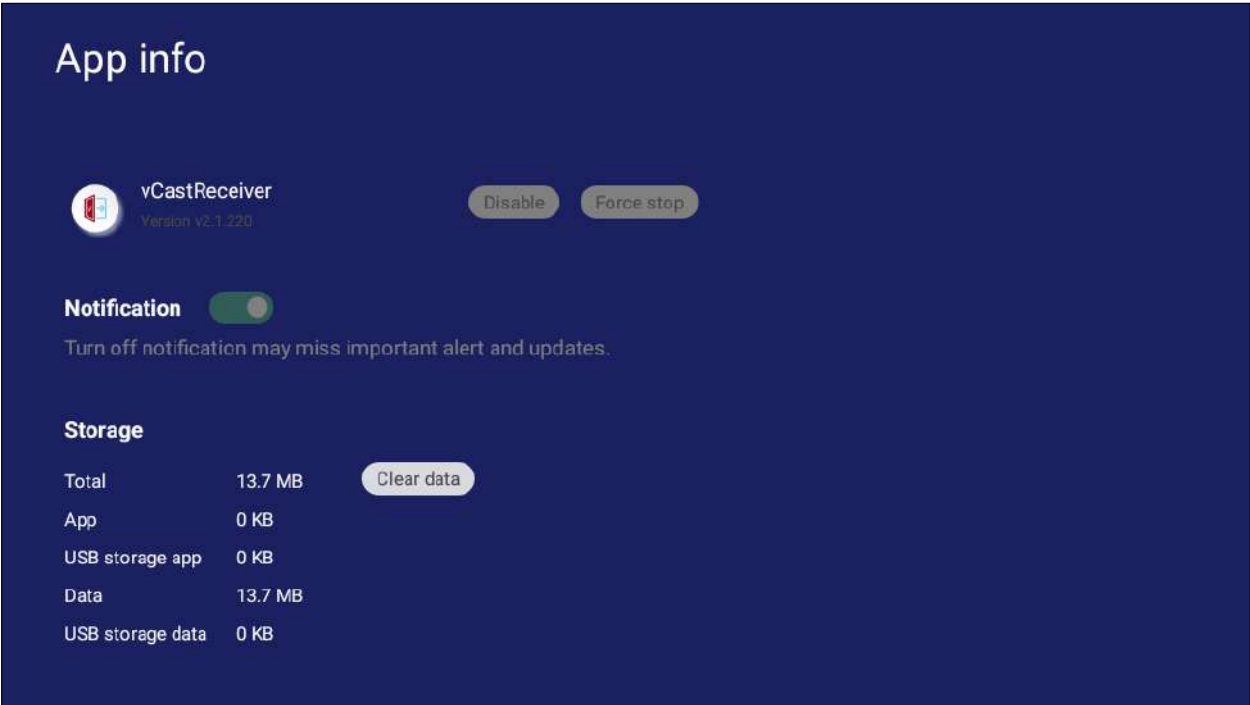 App info
vCastReceiver
Disable
Force stop
Version v2.1.220
Notification
Turn off notification may miss important alert and updates.
Storage
Total 13.7 MB Clear data
App 0 KB
USB storage app 0 KB
Data 13.7 MB
USB storage data 0 KB